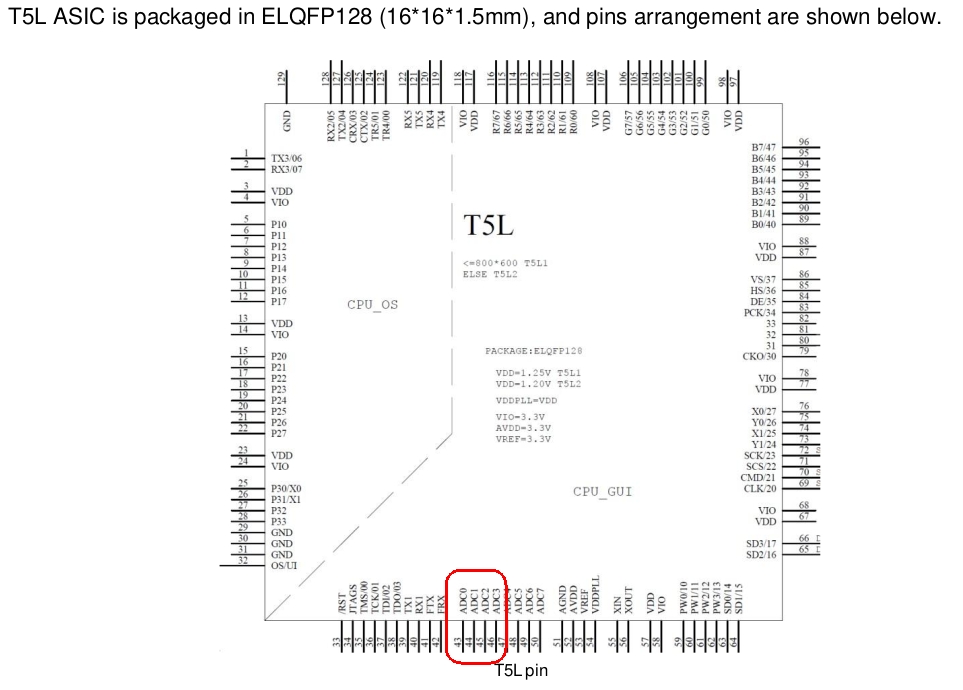 T5L ASIC is packaged in ELQFP128 (16*16*1.5mm), and pins arrangement are shown below.
129 128 127 126 125 124 123 122 121 120 119 118 117 116 115 114 113 112 111 110 109 108 107 106 105 104 103 102 101 100 99 98 97
GND RX2/05 TX2/04 CRX/03 CTX/02 TR5/01 TR4/00 RX5 TX5 RX4 TX4 VIO VDD R7/67 R6/66 R5/65 R4/64 R3/63 R2/62 R1/61 R0/60 VIO VDD G7/57 G6/56 G5/55 G4/54 G3/53 G2/52 G1/51 G0/50 VIO VDD
1 TX3/06
2 RX3/07
3 VDD
4 VIO
5 P10
6 P11
7 P12
8 P13
9 P14
10 P15
11 P16
12 P17
13 VDD
14 VIO
15 P20
16 P21
17 P22
18 P23
19 P24
20 P25
21 P26
22 P27
23 VDD
24 VIO
25 P30/X0
26 P31/X1
27 P32
28 P33
29 GND
30 GND
31 GND
32 OS/UI
T5L
<=800*600 T5L1
ELSE T5L2
CPU_OS
PACKAGE:ELQFP128
VDD=1.25V T5L1
VDD=1.20V T5L2
VDDPLL=VDD
VIO=3.3V
AVDD=3.3V
VREF=3.3V
CPU_GUI
B7/47 96
B6/46 95
B5/45 94
B4/44 93
B3/43 92
B2/42 91
B1/41 90
B0/40 89
VIO 88
VDD 87
VS/37 86
HS/36 85
DE/35 84
PCK/34 83
33 82
32 81
31 80
CKO/30 79
VIO 78
VDD 77
X0/27 76
Y0/26 75
X1/25 74
Y1/24 73
SCK/23 72
SCS/22 71
CMD/21 70
CLK/20 69
VIO 68
VDD 67
SD3/17 66
SD2/16 65
/RST JTAGS TMS/00 TCK/01 TDI/02 TDO/03 TX1 RX1 FTX FRX ADC0 ADC1 ADC2 ADC3 ADC4 ADC5 ADC6 ADC7 AGND AVDD VREF VDDPLL XIN XOUT VDD VIO PW0/10 PW1/11 PW2/12 PW3/13 SD0/14 SD1/15
33 34 35 36 37 38 39 40 41 42 43 44 45 46 47 48 49 50 51 52 53 54 55 56 57 58 59 60 61 62 63 64
T5L pin